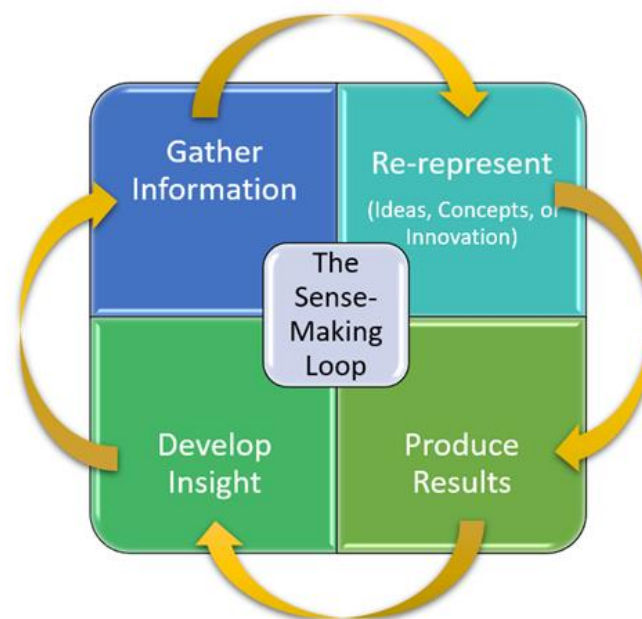 Gather
Information
Re-represent
(Ideas, Concepts, or
Innovation)
The
Sense-
Making
Loop
Develop
Insight
Produce
Results